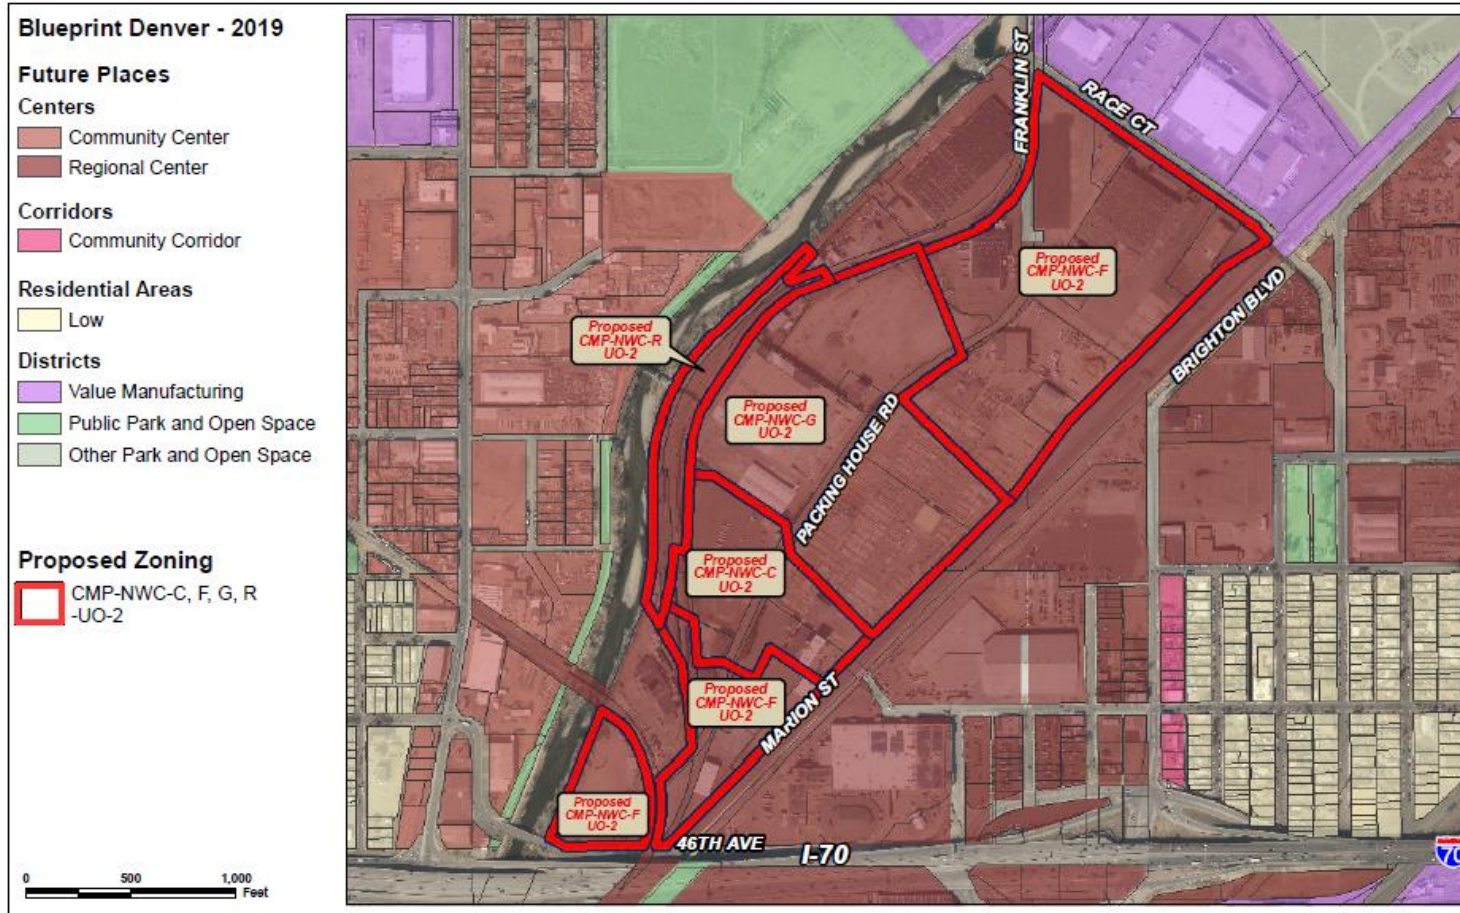 Blueprint Denver - 2019
Future Places
Centers
Community Center
Regional Center
Corridors
Community Corridor
Residential Areas
Low
Districts
Value Manufacturing
Public Park and Open Space
Other Park and Open Space
Proposed Zoning
CMP-NWC-C, F, G, R
-UO-2
0 500 1,000
Feet
FRANKLIN ST
RACE CT
Proposed
CMP-NWC-F
UO-2
BRIGHTON BLVD
Proposed
CMP-NWC-R
UO-2
Proposed
CMP-NWC-G
UO-2
PACKING HOUSE RD
Proposed
CMP-NWC-C
UO-2
Proposed
CMP-NWC-F
UO-2
MARION ST
Proposed
CMP-NWC-F
UO-2
46TH AVE
I-70
70